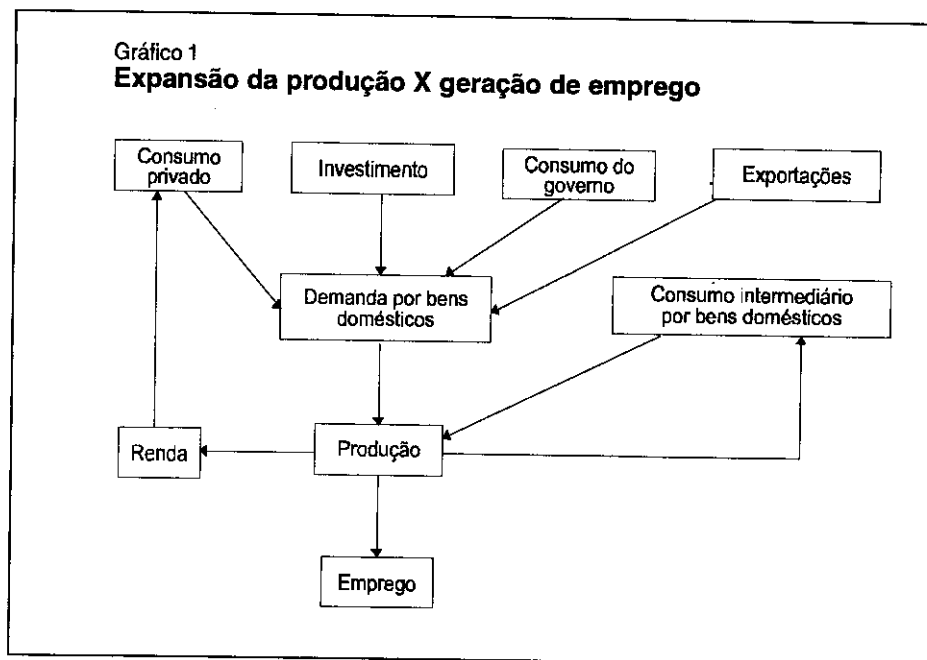 Gráfico 1
Expansão da produção X geração de emprego
Consumo
privado
Investimento
Consumo do
governo
Exportações
Demanda por bens
domésticos
Consumo intermediário
por bens domésticos
Renda
Produção
Emprego